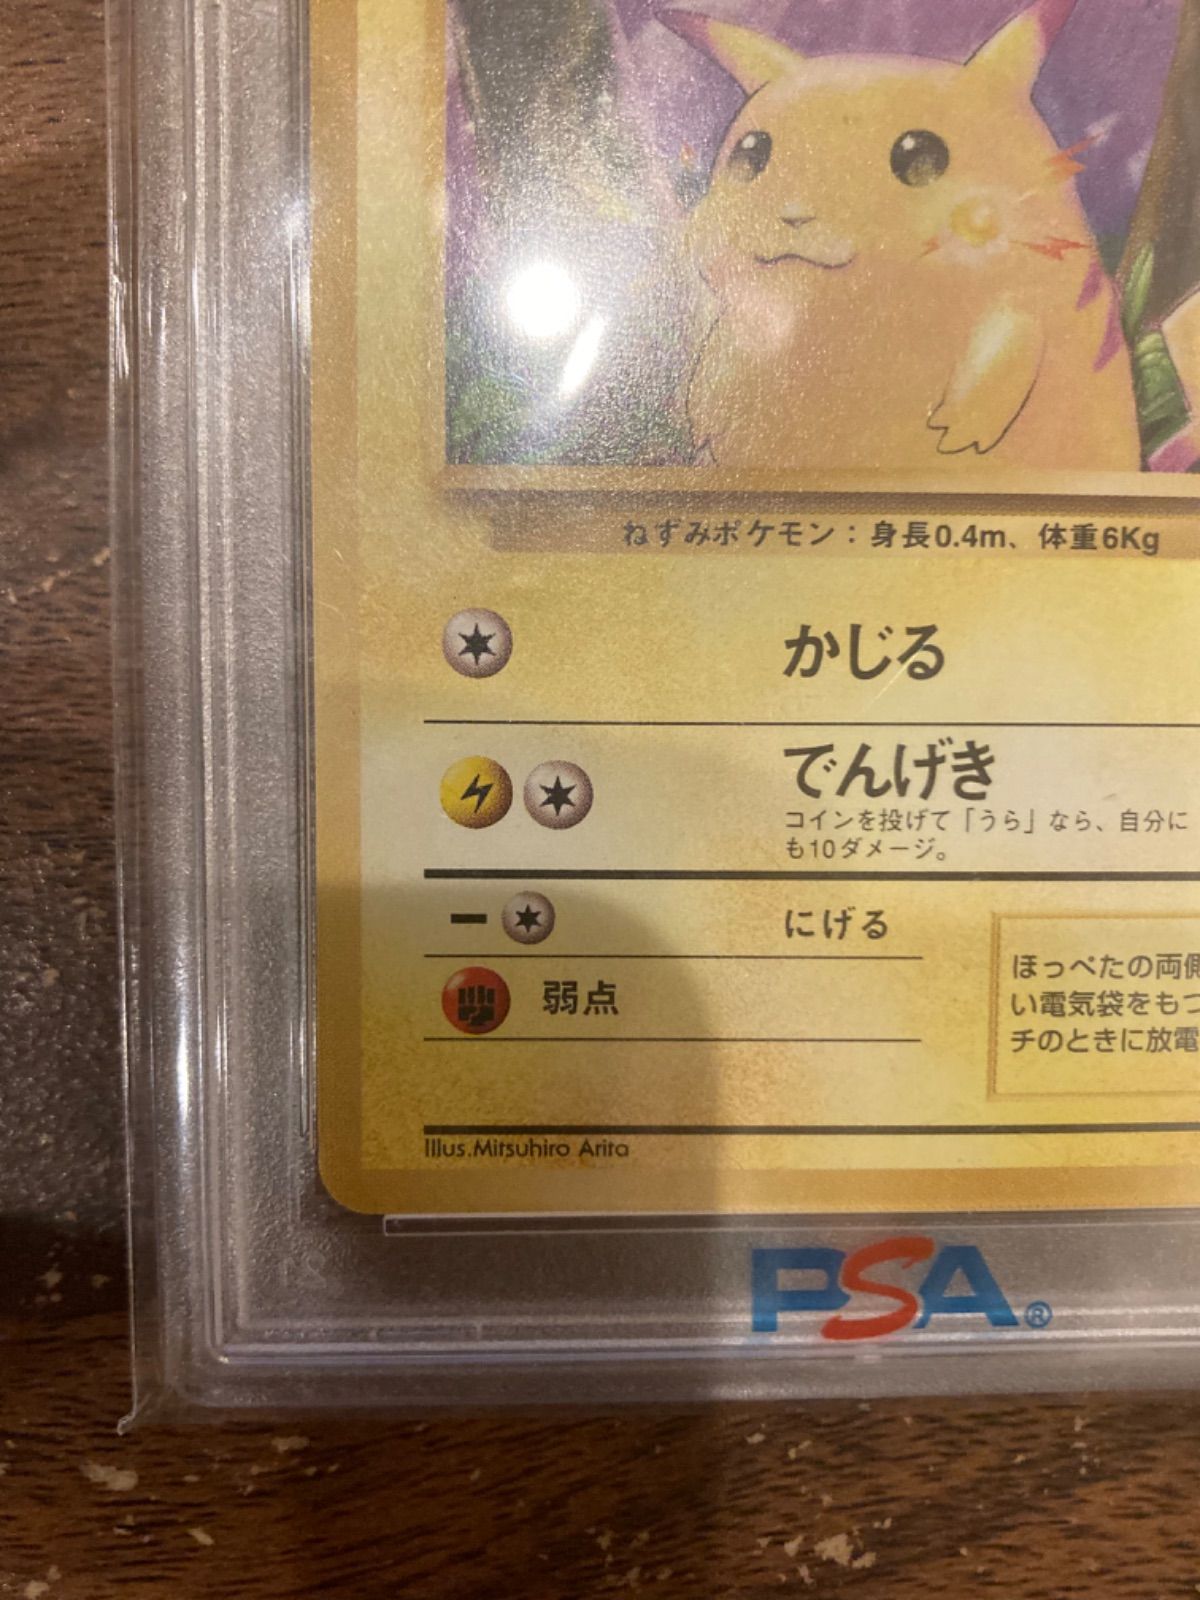 ねずみポケモン：身長0.4m、体重6Kg
かじる
でんげき
コインを投げて「うら」なら、自分に
も10ダメージ。
にげる
弱点
ほっぺたの両側
い電気袋をもつ
チのときに放電
Illus.Mitsuhiro Arita
PSA®